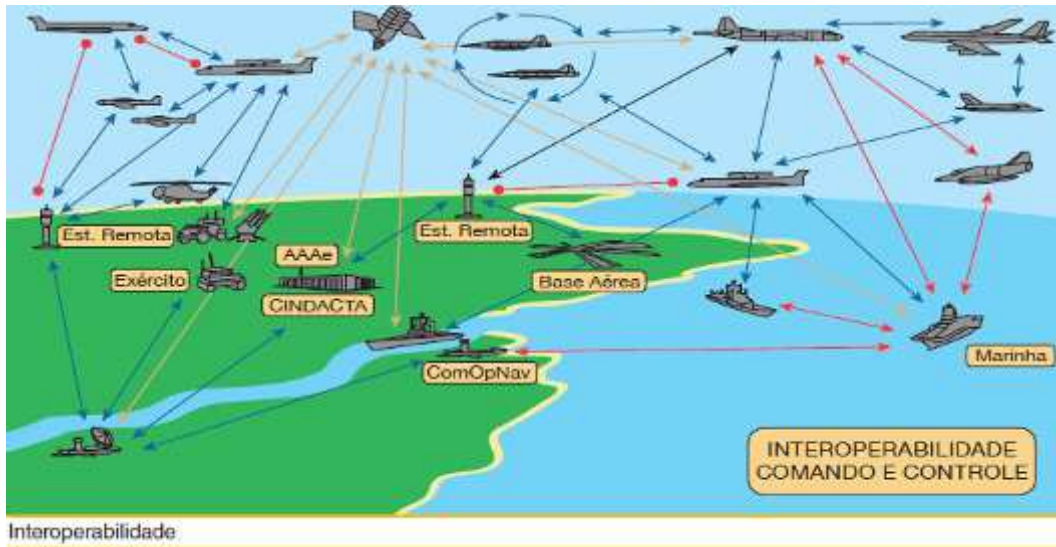 Est. Remota
Est. Remota
AAAe
Exército
Base Aérea
CINDACTA
Marinha
ComOpNav
INTEROPERABILIDADE
COMANDO E CONTROLE
Interoperabilidade